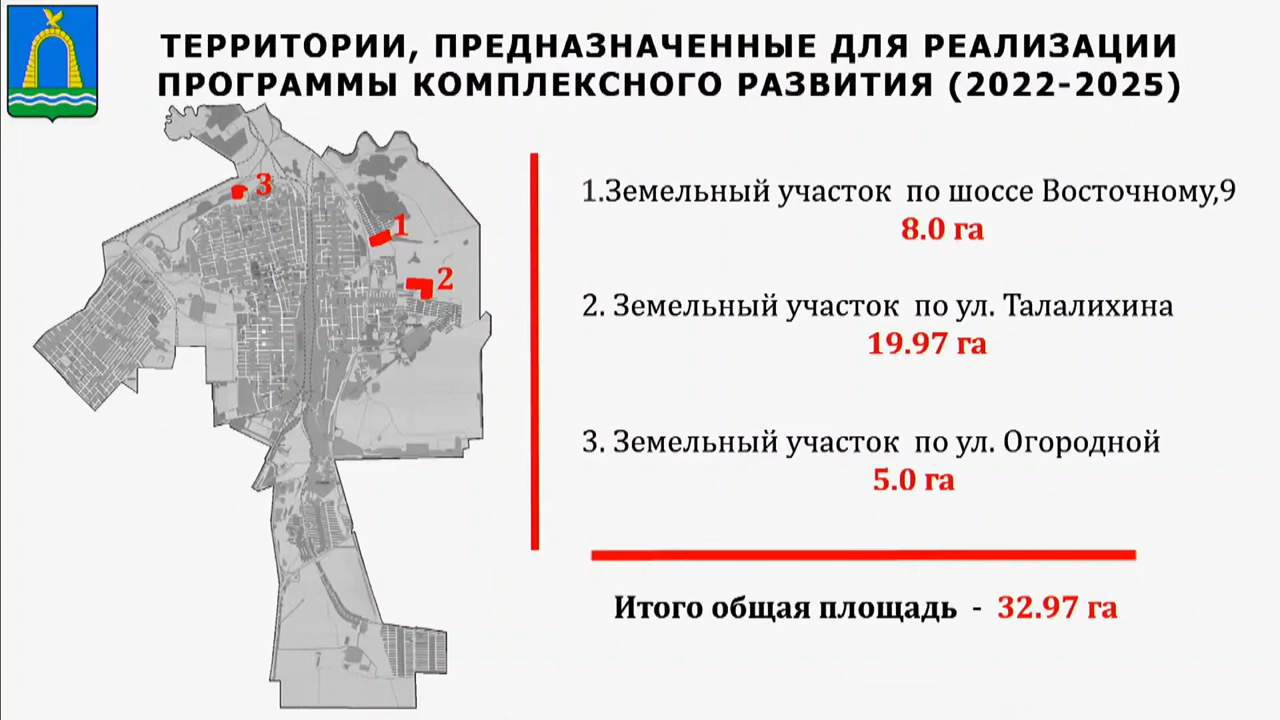 ТЕРРИТОРИИ, ПРЕДНАЗНАЧЕННЫЕ ДЛЯ РЕАЛИЗАЦИИ
ПРОГРАММЫ КОМПЛЕКСНОГО РАЗВИТИЯ (2022-2025)
3
1
2
1.Земельный участок по шоссе Восточному,9
8.0 га
2. Земельный участок по ул. Талалихина
19.97 га
3. Земельный участок по ул. Огородной
5.0 га
Итого общая площадь - 32.97 га